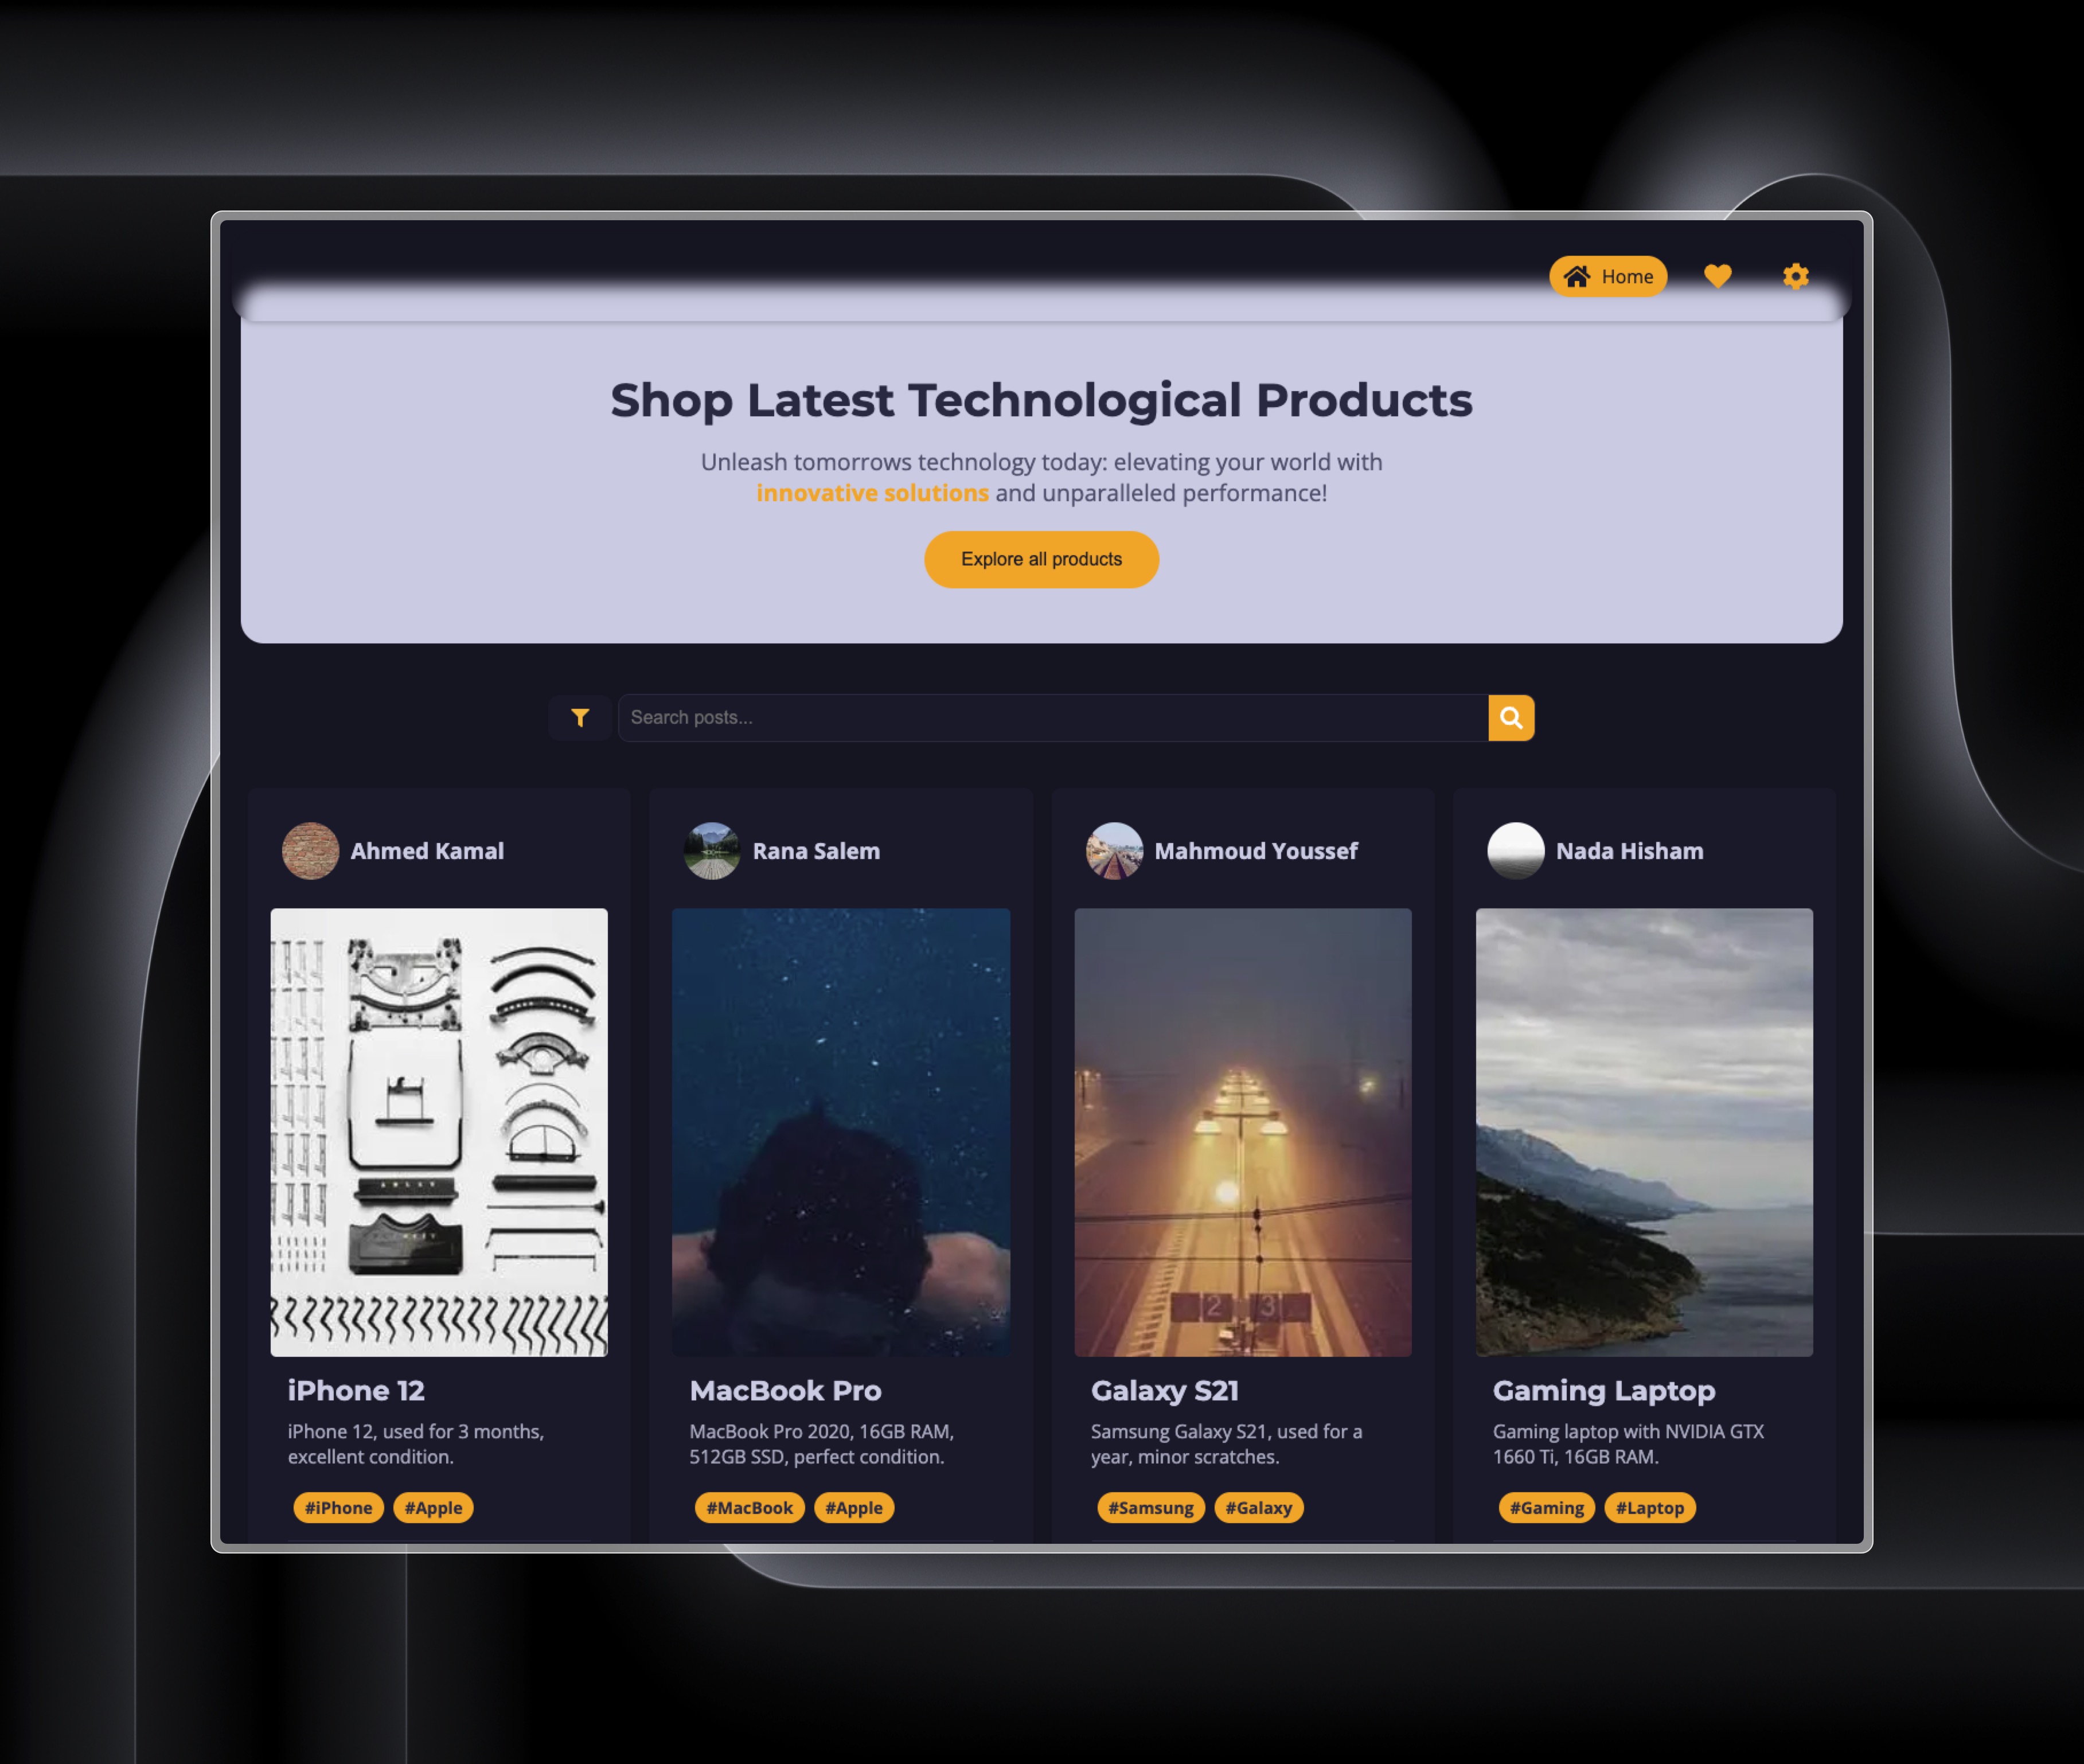 Home
Shop Latest Technological Products
Unleash tomorrows technology today: elevating your world with
innovative solutions and unparalleled performance!
Explore all products
Search posts...
Ahmed Kamal
Rana Salem
Mahmoud Youssef
Nada Hisham
2 3
iPhone 12
iPhone 12, used for 3 months,
excellent condition.
#iPhone #Apple
MacBook Pro
MacBook Pro 2020, 16GB RAM,
512GB SSD, perfect condition.
#MacBook #Apple
Galaxy S21
Samsung Galaxy S21, used for a
year, minor scratches.
#Samsung #Galaxy
Gaming Laptop
Gaming laptop with NVIDIA GTX
1660 Ti, 16GB RAM.
#Gaming #Laptop